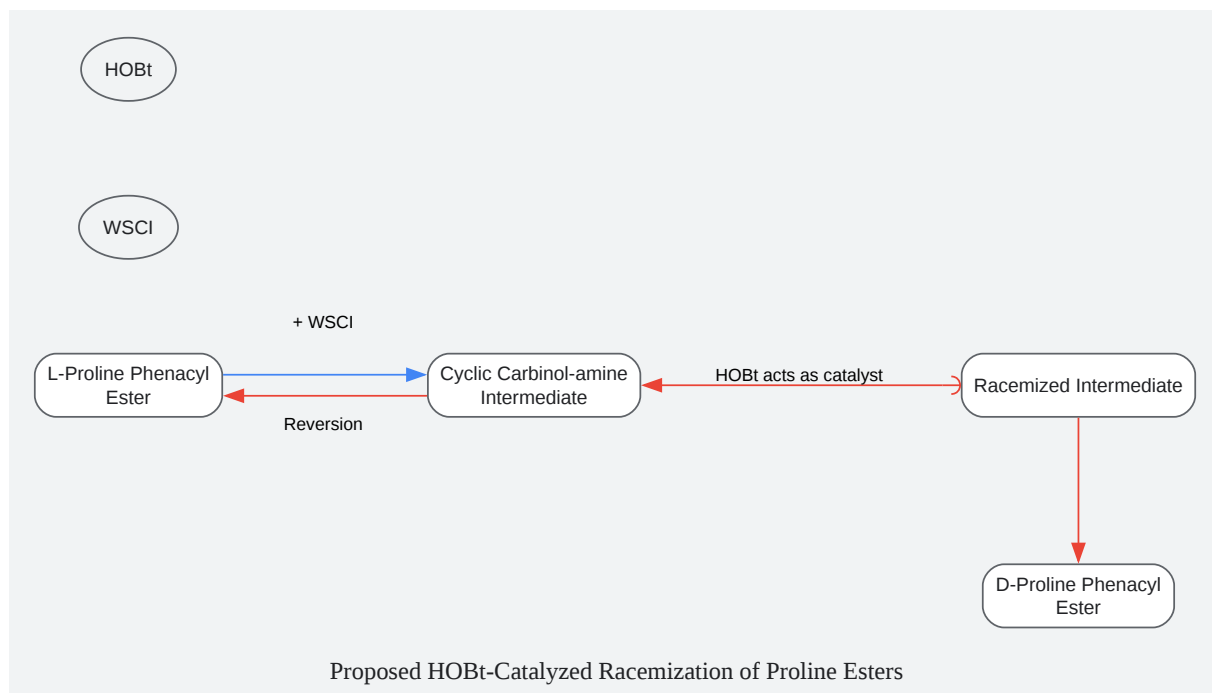 HOBt
WSCI
+ WSCI
L-Proline Phenacyl
Ester
Cyclic Carbinol-amine
Intermediate
HOBt acts as catalyst
Racemized Intermediate
Reversion
D-Proline Phenacyl
Ester
Proposed HOBt-Catalyzed Racemization of Proline Esters